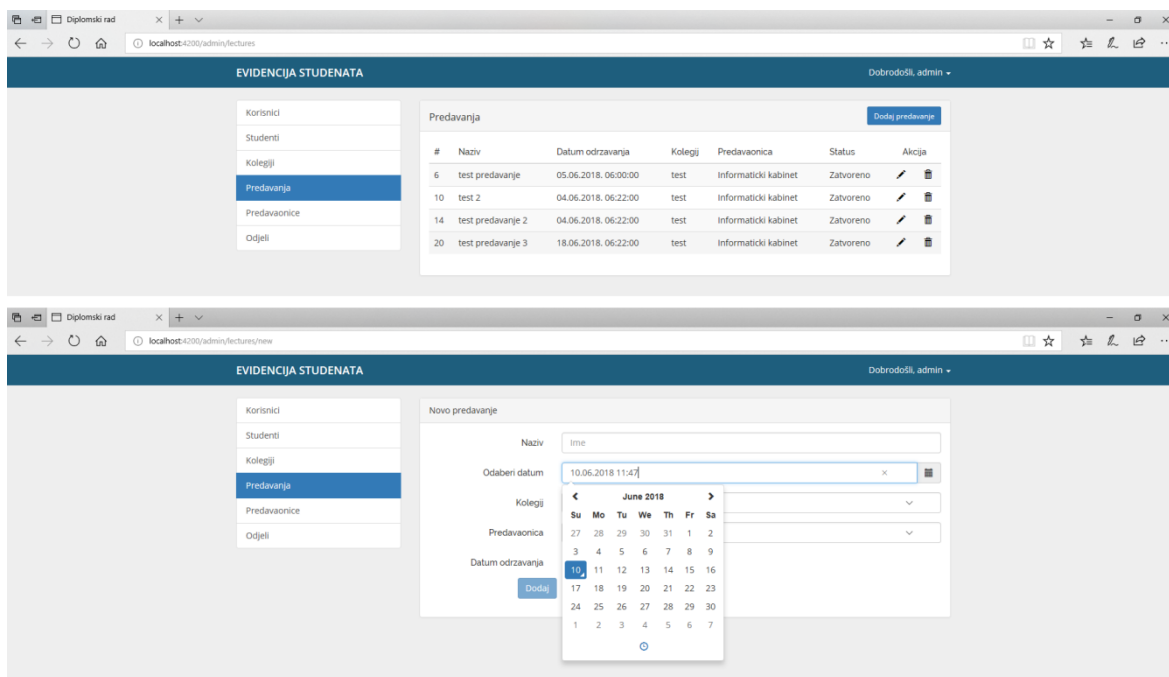 Diplomski rad
localhost:4200/admin/lectures
EVIDENCIJA STUDENATA
Dobrodošli, admin
Korisnici
Studenti
Kolegiji
Predavanja
Predavaonice
Odjeli
Predavanja
Dodaj predavanje
# Naziv Datum odrzavanja Kolegij Predavaonica Status Akcija
6 test predavanje 05.06.2018. 06:00:00 test Informaticki kabinet Zatvoreno
10 test 2 04.06.2018. 06:22:00 test Informaticki kabinet Zatvoreno
14 test predavanje 2 04.06.2018. 06:22:00 test Informaticki kabinet Zatvoreno
20 test predavanje 3 18.06.2018. 06:22:00 test Informaticki kabinet Zatvoreno
Diplomski rad
localhost:4200/admin/lectures/new
EVIDENCIJA STUDENATA
Dobrodošli, admin
Korisnici
Studenti
Kolegiji
Predavanja
Predavaonice
Odjeli
Novo predavanje
Naziv Ime
Odaberi datum 10.06.2018 11:47
Kolegij
Predavaonica
Datum odrzavanja
Dodaj
June 2018
Su Mo Tu We Th Fr Sa
27 28 29 30 31 1 2
3 4 5 6 7 8 9
10 11 12 13 14 15 16
17 18 19 20 21 22 23
24 25 26 27 28 29 30
1 2 3 4 5 6 7